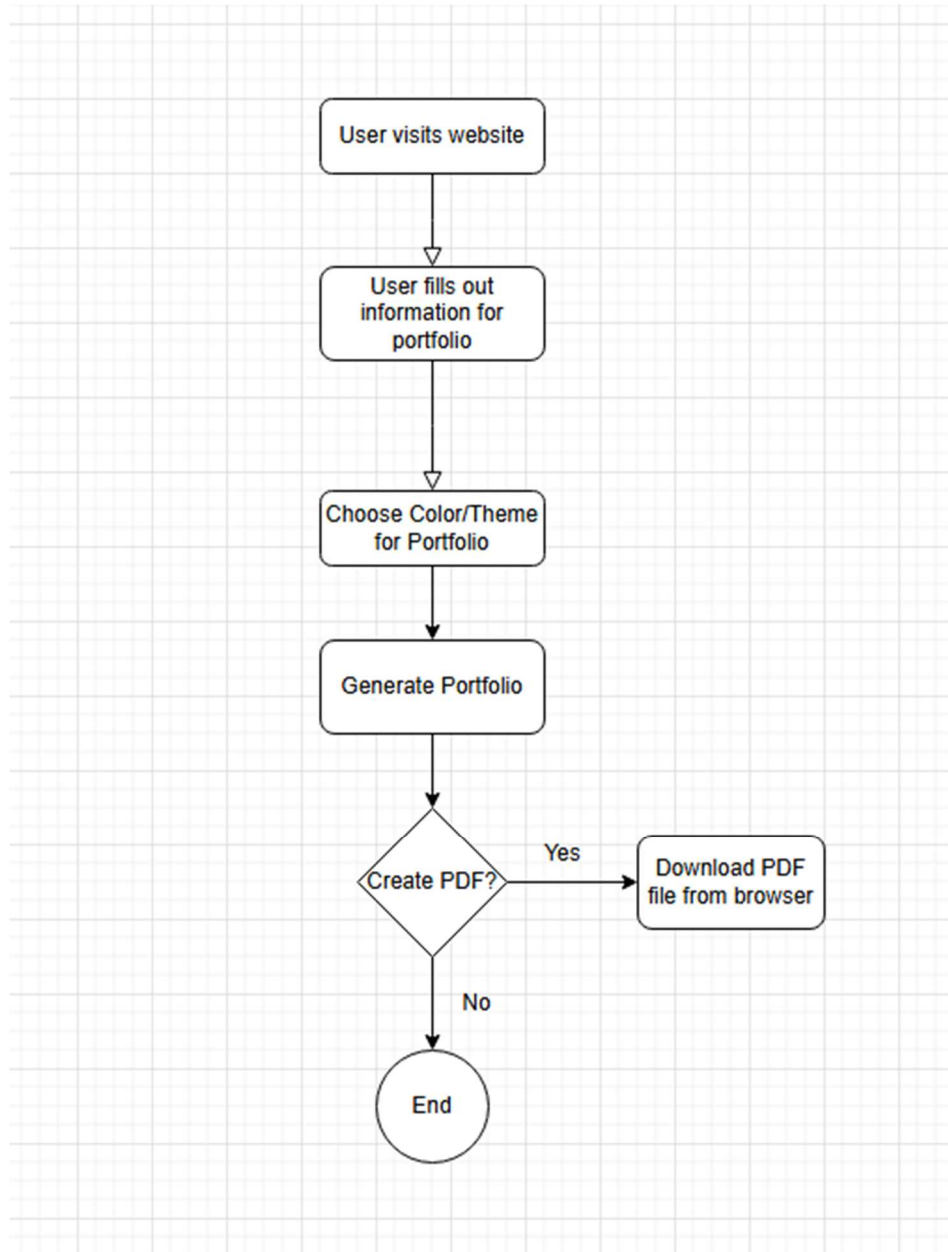 User visits website
User fills out
information for
portfolio
Choose Color/Theme
for Portfolio
Generate Portfolio
Create PDF?
Yes
Download PDF
file from browser
No
End